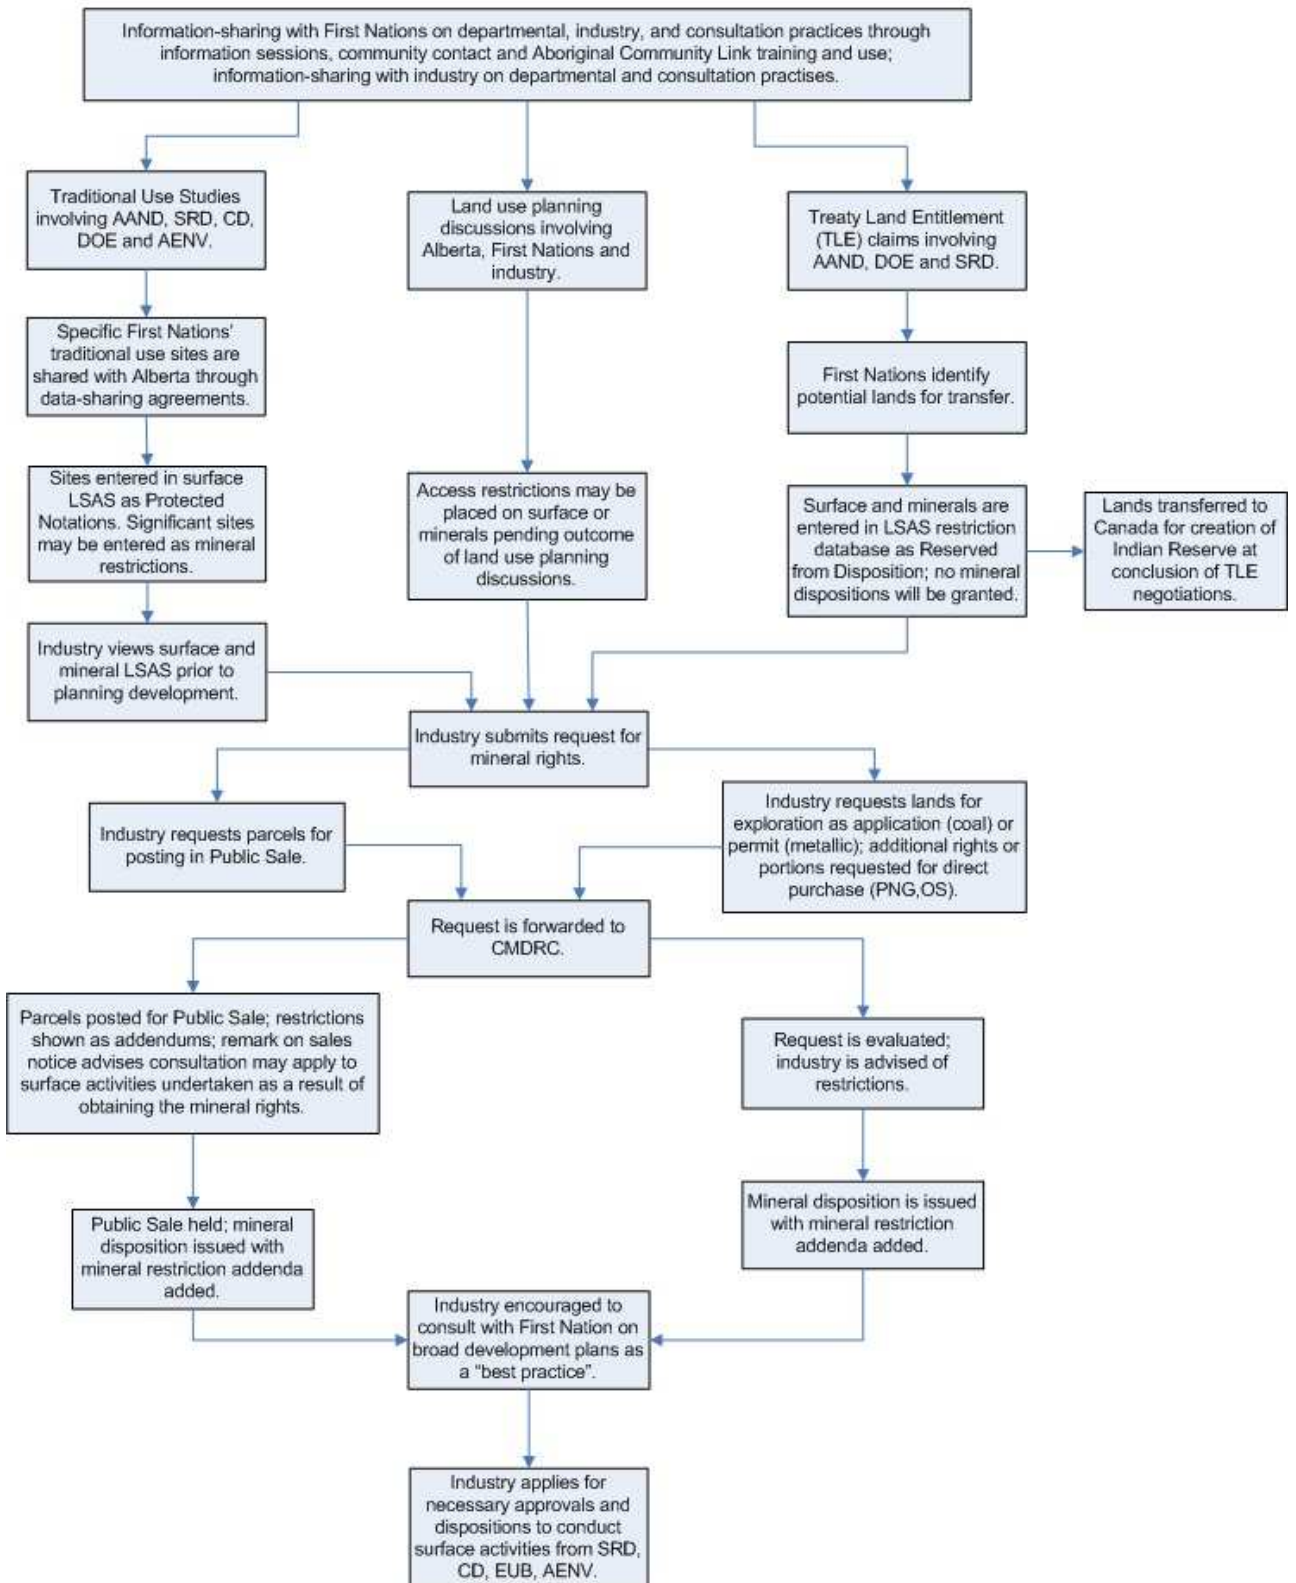 Information-sharing with First Nations on departmental, industry, and consultation practices through
information sessions, community contact and Aboriginal Community Link training and use;
information-sharing with industry on departmental and consultation practises.
Traditional Use Studies
involving AAND, SRD, CD,
DOE and AENV.
Land use planning
discussions involving
Alberta, First Nations and
industry.
Treaty Land Entitlement
(TLE) claims involving
AAND, DOE and SRD.
Specific First Nations'
traditional use sites are
shared with Alberta through
data-sharing agreements.
First Nations identify
potential lands for transfer.
Sites entered in surface
LSAS as Protected
Notations. Significant sites
may be entered as mineral
restrictions.
Access restrictions may be
placed on surface or
minerals pending outcome
of land use planning
discussions.
Surface and minerals are
entered in LSAS restriction
database as Reserved
from Disposition; no mineral
dispositions will be granted.
Lands transferred to
Canada for creation of
Indian Reserve at
conclusion of TLE
negotiations.
Industry views surface and
mineral LSAS prior to
planning development.
Industry submits request for
mineral rights.
Industry requests parcels for
posting in Public Sale.
Industry requests lands for
exploration as application (coal) or
permit (metallic); additional rights or
portions requested for direct
purchase (PNG,OS).
Request is forwarded to
CMDRC.
Parcels posted for Public Sale; restrictions
shown as addendums; remark on sales
notice advises consultation may apply to
surface activities undertaken as a result of
obtaining the mineral rights.
Request is evaluated;
industry is advised of
restrictions.
Public Sale held; mineral
disposition issued with
mineral restriction addenda
added.
Mineral disposition is issued
with mineral restriction
addenda added.
Industry encouraged to
consult with First Nation on
broad development plans as
a “best practice”.
Industry applies for
necessary approvals and
dispositions to conduct
surface activities from SRD,
CD, EUB, AENV.